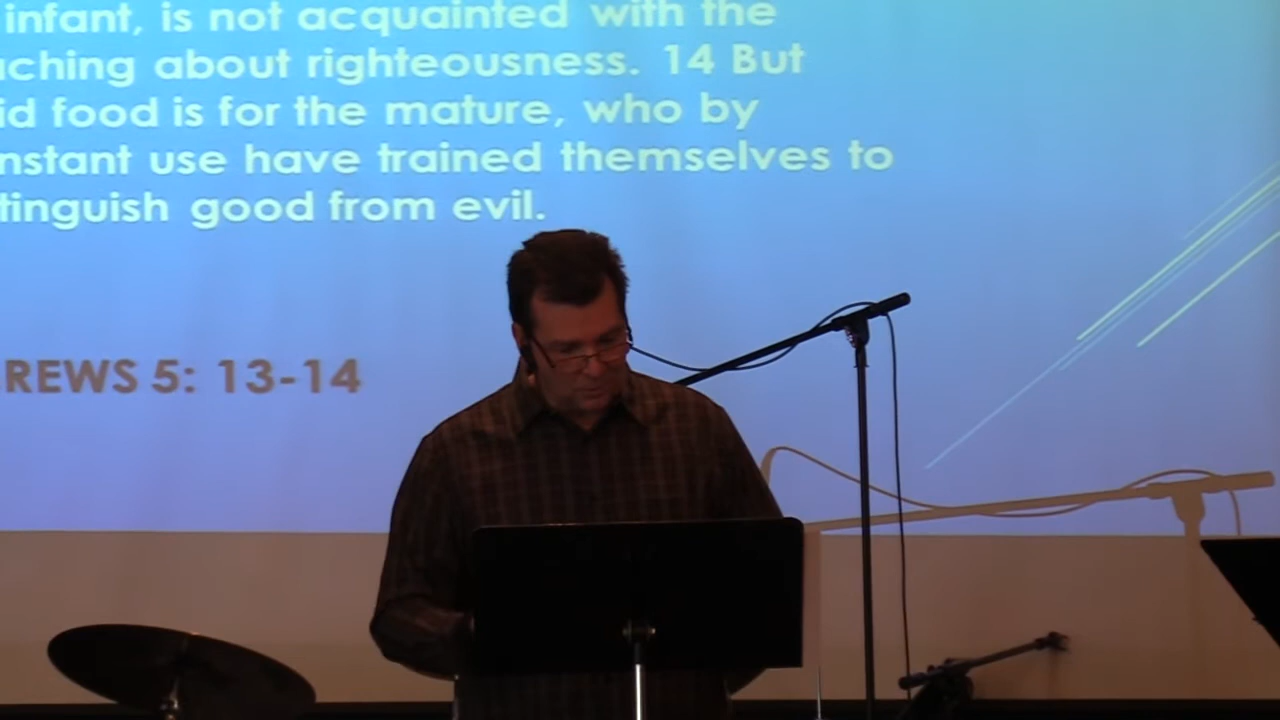 infant, is not acquainted with the
aching about righteousness. 14 But
id food is for the mature, who by
nstant use have trained themselves to
tinguish good from evil.
REWS 5: 13-14